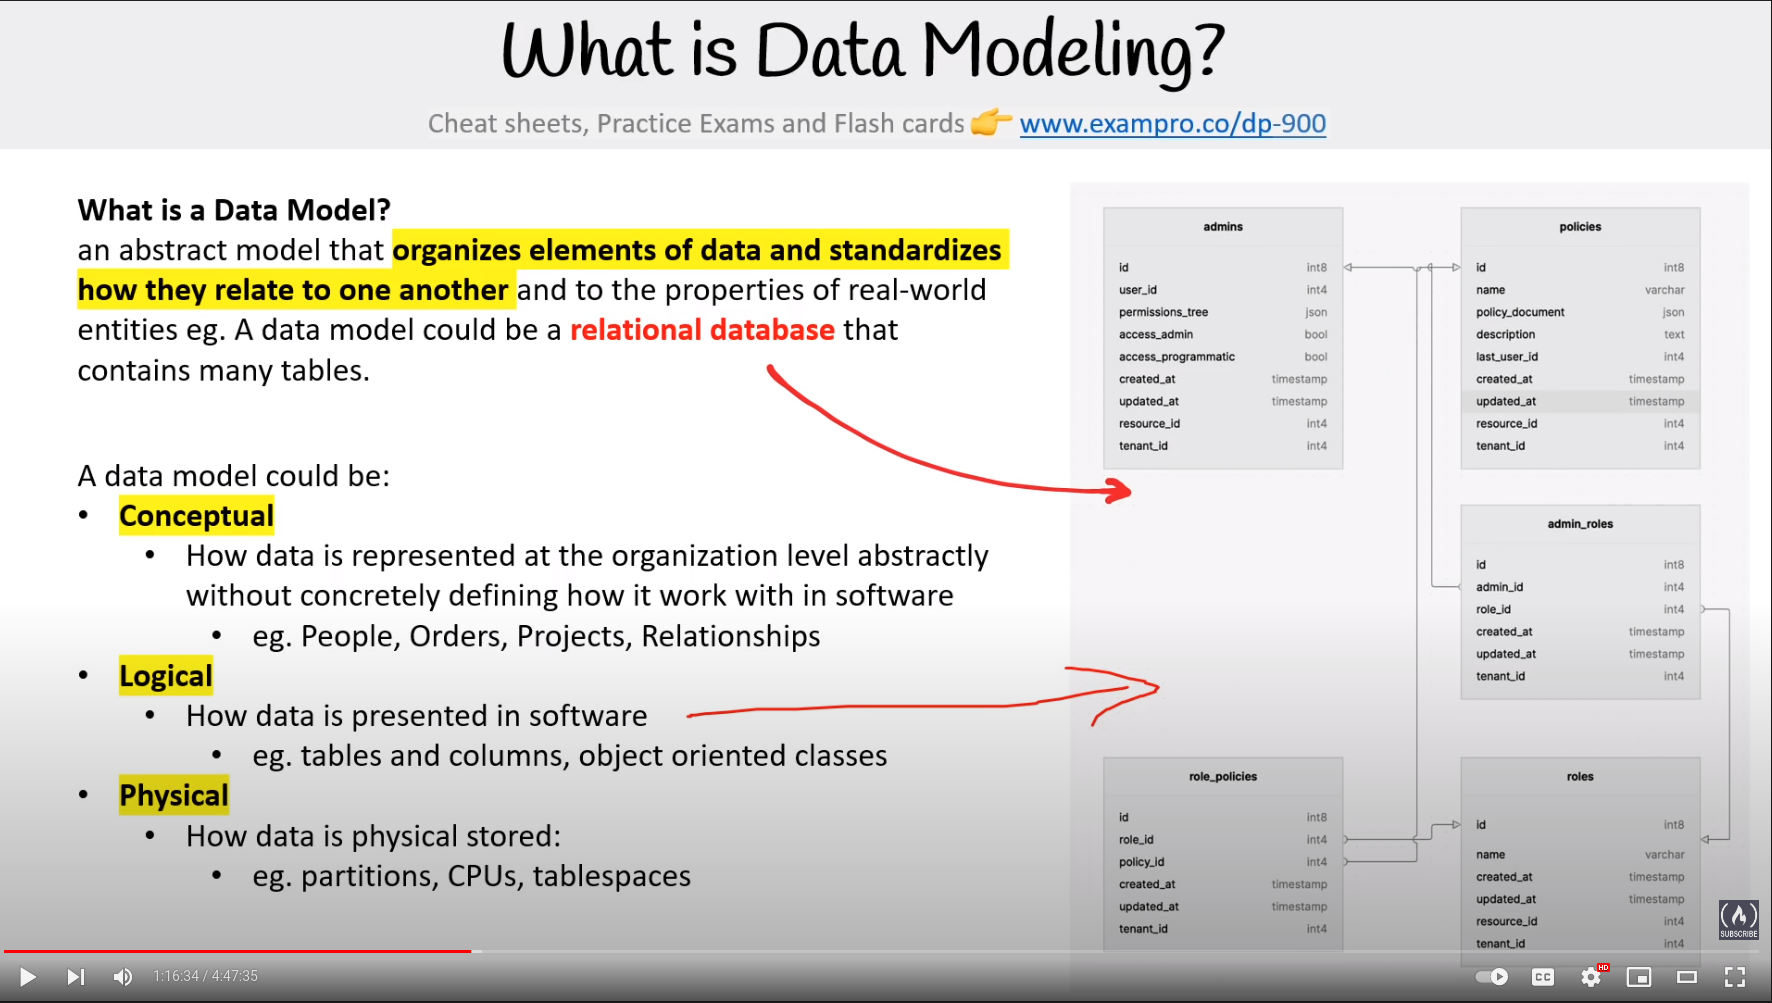 What is Data Modeling?
Cheat sheets, Practice Exams and Flash cards 👉 www.exampro.co/dp-900
What is a Data Model?
an abstract model that organizes elements of data and standardizes
how they relate to one another and to the properties of real-world
entities eg. A data model could be a relational database that
contains many tables.
A data model could be:
• Conceptual
• How data is represented at the organization level abstractly
without concretely defining how it work with in software
• eg. People, Orders, Projects, Relationships
• Logical
• How data is presented in software
• eg. tables and columns, object oriented classes
• Physical
• How data is physical stored:
• eg. partitions, CPUs, tablespaces
admins
id int8
user_id int4
permissions_tree json
access_admin bool
access_programmatic bool
created_at timestamp
updated_at timestamp
resource_id int4
tenant_id int4
policies
id int8
name varchar
policy_document json
description text
last_user_id int4
created_at timestamp
updated_at timestamp
resource_id int4
tenant_id int4
admin_roles
id int8
admin_id int4
role_id int4
created_at timestamp
updated_at timestamp
tenant_id int4
role_policies
id int8
role_id int4
policy_id int4
created_at timestamp
updated_at timestamp
tenant_id int4
roles
id int8
name varchar
created_at timestamp
updated_at timestamp
resource_id int4
tenant_id int4
SUBSCRIBE
1:16:34 / 4:47:35
CC
HD